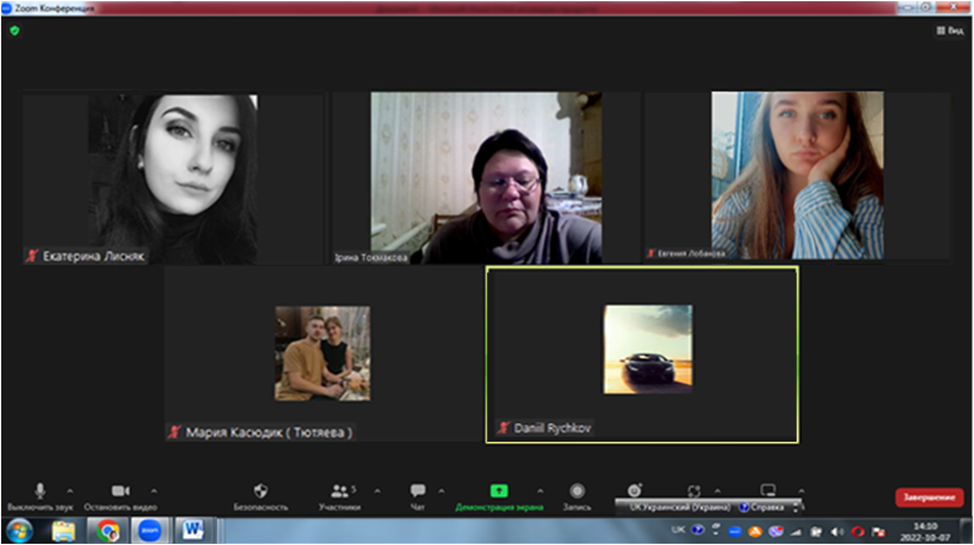 Zoom Конференция
Вид
Екатерина Лисняк
Ірина Токмакова
Евгения Лобанова
Мария Касюдик ( Тютяева )
Daniil Rychkov
5
Выключить звук
Остановить видео
Безопасность
Участники
Чат
Демонстрация экрана
Запись
Завершение
UK Украинский (Украина)
Справка
zoom
W
UK
14:10
2022-10-07